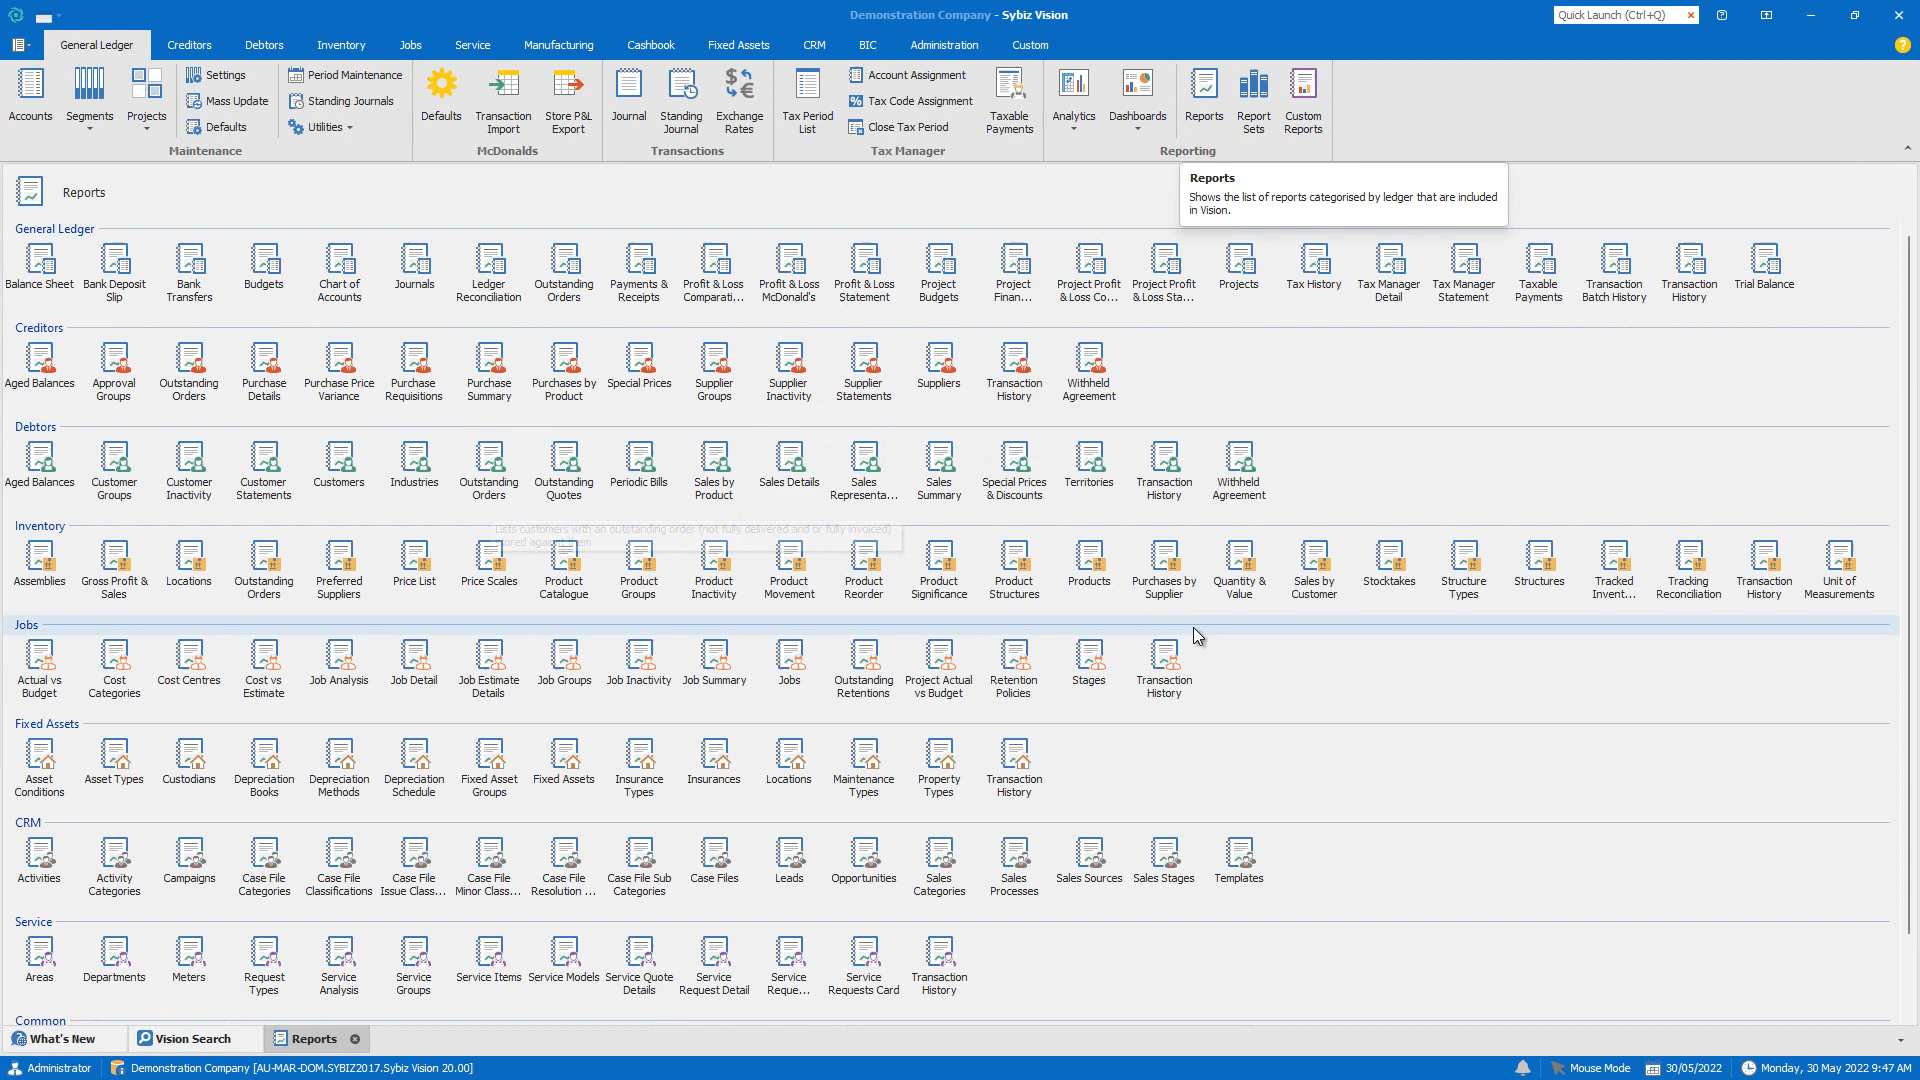 Demonstration Company - Sybiz Vision
Quick Launch (Ctrl+Q)
General Ledger
Creditors
Debtors
Inventory
Jobs
Service
Manufacturing
Cashbook
Fixed Assets
CRM
BIC
Administration
Custom
Accounts
Segments
Projects
Settings
Mass Update
Defaults
Period Maintenance
Standing Journals
Utilities
Maintenance
Defaults
Transaction Import
Store P&L Export
McDonalds
Journal
Standing Journal
Exchange Rates
Transactions
Tax Period List
Account Assignment
Tax Code Assignment
Close Tax Period
Taxable Payments
Tax Manager
Analytics
Dashboards
Reports
Report Sets
Custom Reports
Reporting
Reports
Reports
Shows the list of reports categorised by ledger that are included
in Vision.
General Ledger
Balance Sheet
Bank Deposit Slip
Bank Transfers
Budgets
Chart of Accounts
Journals
Ledger Reconciliation
Outstanding Orders
Payments & Receipts
Profit & Loss Comparati...
Profit & Loss McDonald's
Profit & Loss Statement
Project Budgets
Project Finan...
Project Profit & Loss Co...
Project Profit & Loss Sta...
Projects
Tax History
Tax Manager Detail
Tax Manager Statement
Taxable Payments
Transaction Batch History
Transaction History
Trial Balance
Creditors
Aged Balances
Approval Groups
Outstanding Orders
Purchase Details
Purchase Price Variance
Purchase Requisitions
Purchase Summary
Purchases by Product
Special Prices
Supplier Groups
Supplier Inactivity
Supplier Statements
Suppliers
Transaction History
Withheld Agreement
Debtors
Aged Balances
Customer Groups
Customer Inactivity
Customer Statements
Customers
Industries
Outstanding Orders
Outstanding Quotes
Periodic Bills
Sales by Product
Sales Details
Sales Representa...
Sales Summary
Special Prices & Discounts
Territories
Transaction History
Withheld Agreement
Inventory
Lists customers with an outstanding order (not fully delivered and or fully invoiced)
stored against them
Assemblies
Gross Profit & Sales
Locations
Outstanding Orders
Preferred Suppliers
Price List
Price Scales
Product Catalogue
Product Groups
Product Inactivity
Product Movement
Product Reorder
Product Significance
Product Structures
Products
Purchases by Supplier
Quantity & Value
Sales by Customer
Stocktakes
Structure Types
Structures
Tracked Invent...
Tracking Reconciliation
Transaction History
Unit of Measurements
Jobs
Actual vs Budget
Cost Categories
Cost Centres
Cost vs Estimate
Job Analysis
Job Detail
Job Estimate Details
Job Groups
Job Inactivity
Job Summary
Jobs
Outstanding Retentions
Project Actual vs Budget
Retention Policies
Stages
Transaction History
Fixed Assets
Asset Conditions
Asset Types
Custodians
Depreciation Books
Depreciation Methods
Depreciation Schedule
Fixed Asset Groups
Fixed Assets
Insurance Types
Insurances
Locations
Maintenance Types
Property Types
Transaction History
CRM
Activities
Activity Categories
Campaigns
Case File Categories
Case File Classifications
Case File Issue Class...
Case File Minor Class...
Case File Resolution ...
Case File Sub Categories
Case Files
Leads
Opportunities
Sales Categories
Sales Processes
Sales Sources
Sales Stages
Templates
Service
Areas
Departments
Meters
Request Types
Service Analysis
Service Groups
Service Items
Service Models
Service Quote Details
Service Request Detail
Service Reque...
Service Requests Card
Transaction History
Common
What's New
Vision Search
Reports
Administrator
Demonstration Company [AU-MAR-DOM.SYBIZ2017.Sybiz Vision 20.00]
Mouse Mode
30/05/2022
Monday, 30 May 2022 9:47 AM